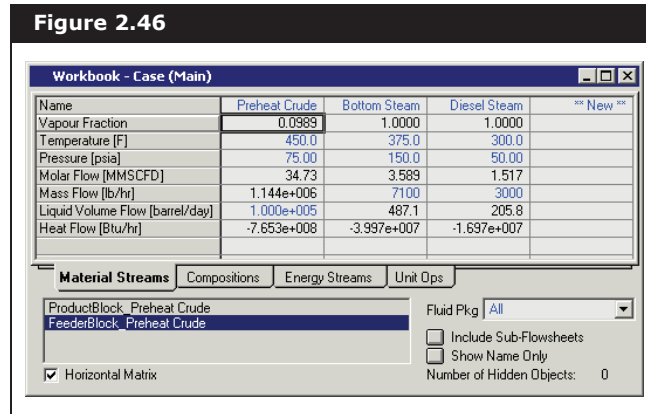 Figure 2.46
Workbook - Case (Main)
Name Preheat Crude Bottom Steam Diesel Steam ** New **
Vapour Fraction 0.0989 1.0000 1.0000
Temperature [F] 450.0 375.0 300.0
Pressure [psia] 75.00 150.0 50.00
Molar Flow [MMSCFD] 34.73 3.589 1.517
Mass Flow [lb/hr] 1.144e+006 7100 3000
Liquid Volume Flow [barrel/day] 1.000e+005 487.1 205.8
Heat Flow [Btu/hr] -7.653e+008 -3.997e+007 -1.697e+007
Material Streams Compositions Energy Streams Unit Ops
ProductBlock_Preheat Crude Fluid Pkg All
FeederBlock_Preheat Crude
Include Sub-Flowsheets
Show Name Only
Horizontal Matrix Number of Hidden Objects: 0